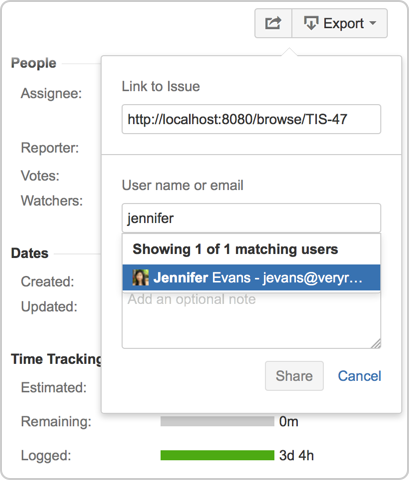 Export
People
Link to Issue
Assignee:
http://localhost:8080/browse/TIS-47
Reporter:
Votes:
User name or email
Watchers:
jennifer
Dates
Showing 1 of 1 matching users
Created:
Jennifer Evans - jevans@veryr…
Updated:
Add an optional note
Time Tracking
Estimated:
Share Cancel
Remaining: 0m
Logged: 3d 4h